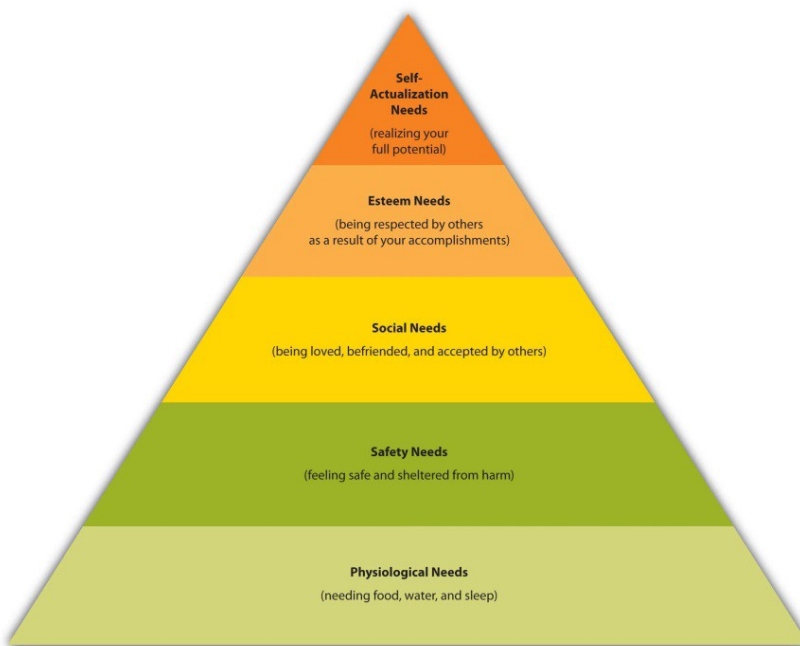 Self-
Actualization
Needs
(realizing your
full potential)
Esteem Needs
(being respected by others
as a result of your accomplishments)
Social Needs
(being loved, befriended, and accepted by others)
Safety Needs
(feeling safe and sheltered from harm)
Physiological Needs
(needing food, water, and sleep)